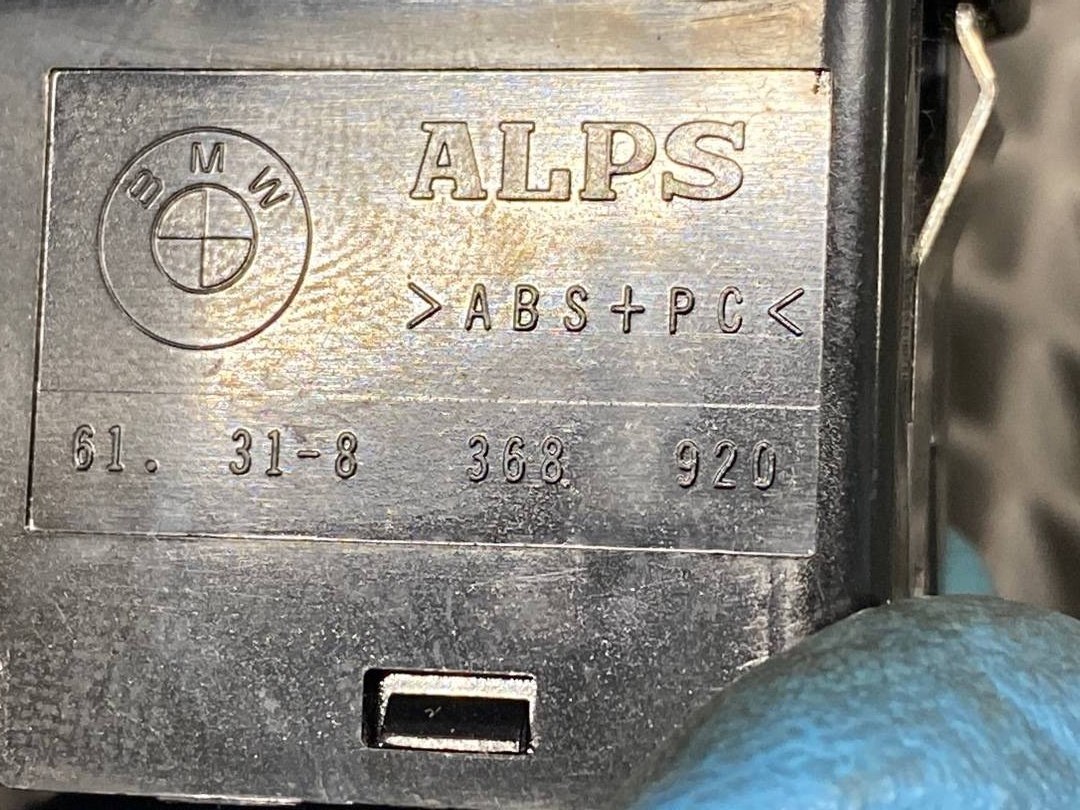 BMW
ALPS
>ABS+PC<
61. 31-8 368 920